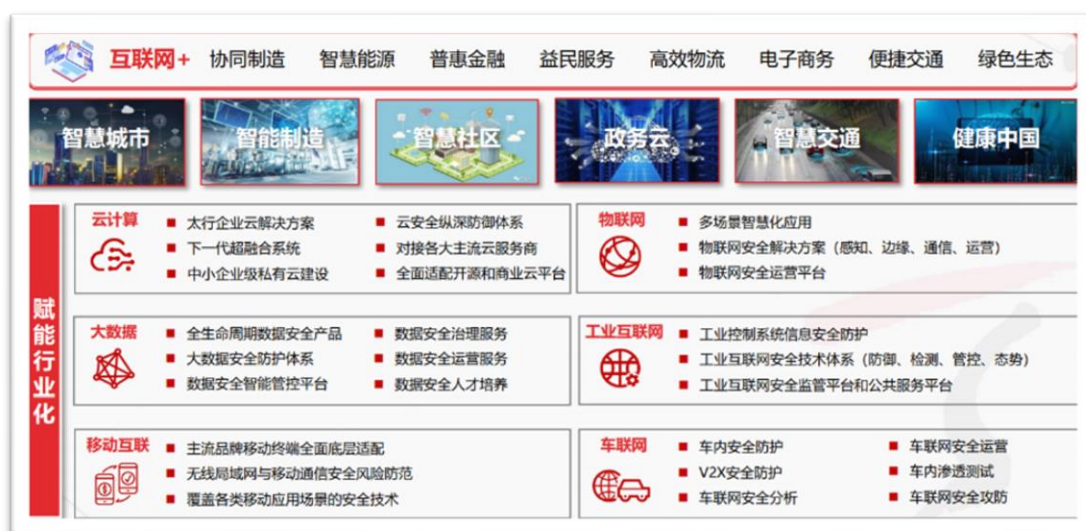 互联网+ 协同制造 智慧能源 普惠金融 益民服务 高效物流 电子商务 便捷交通 绿色生态
智慧城市 智能制造 智慧社区 政务云 智慧交通 健康中国
赋能行业化
云计算
■ 太行企业云解决方案 ■ 云安全纵深防御体系
■ 下一代超融合系统 ■ 对接各大主流云服务商
■ 中小企业级私有云建设 ■ 全面适配开源和商业云平台
物联网
■ 多场景智慧化应用
■ 物联网安全解决方案（感知、边缘、通信、运营）
■ 物联网安全运营平台
大数据
■ 全生命周期数据安全产品 ■ 数据安全治理服务
■ 大数据安全防护体系 ■ 数据安全运营服务
■ 数据安全智能管控平台 ■ 数据安全人才培养
工业互联网
■ 工业控制系统信息安全防护
■ 工业互联网安全技术体系（防御、检测、管控、态势）
■ 工业互联网安全监管平台和公共服务平台
移动互联
■ 主流品牌移动终端全面底层适配
■ 无线局域网与移动通信安全风险防范
■ 覆盖各类移动应用场景的安全技术
车联网
■ 车内安全防护 ■ 车联网安全运营
■ V2X安全防护 ■ 车内渗透测试
■ 车联网安全分析 ■ 车联网安全攻防